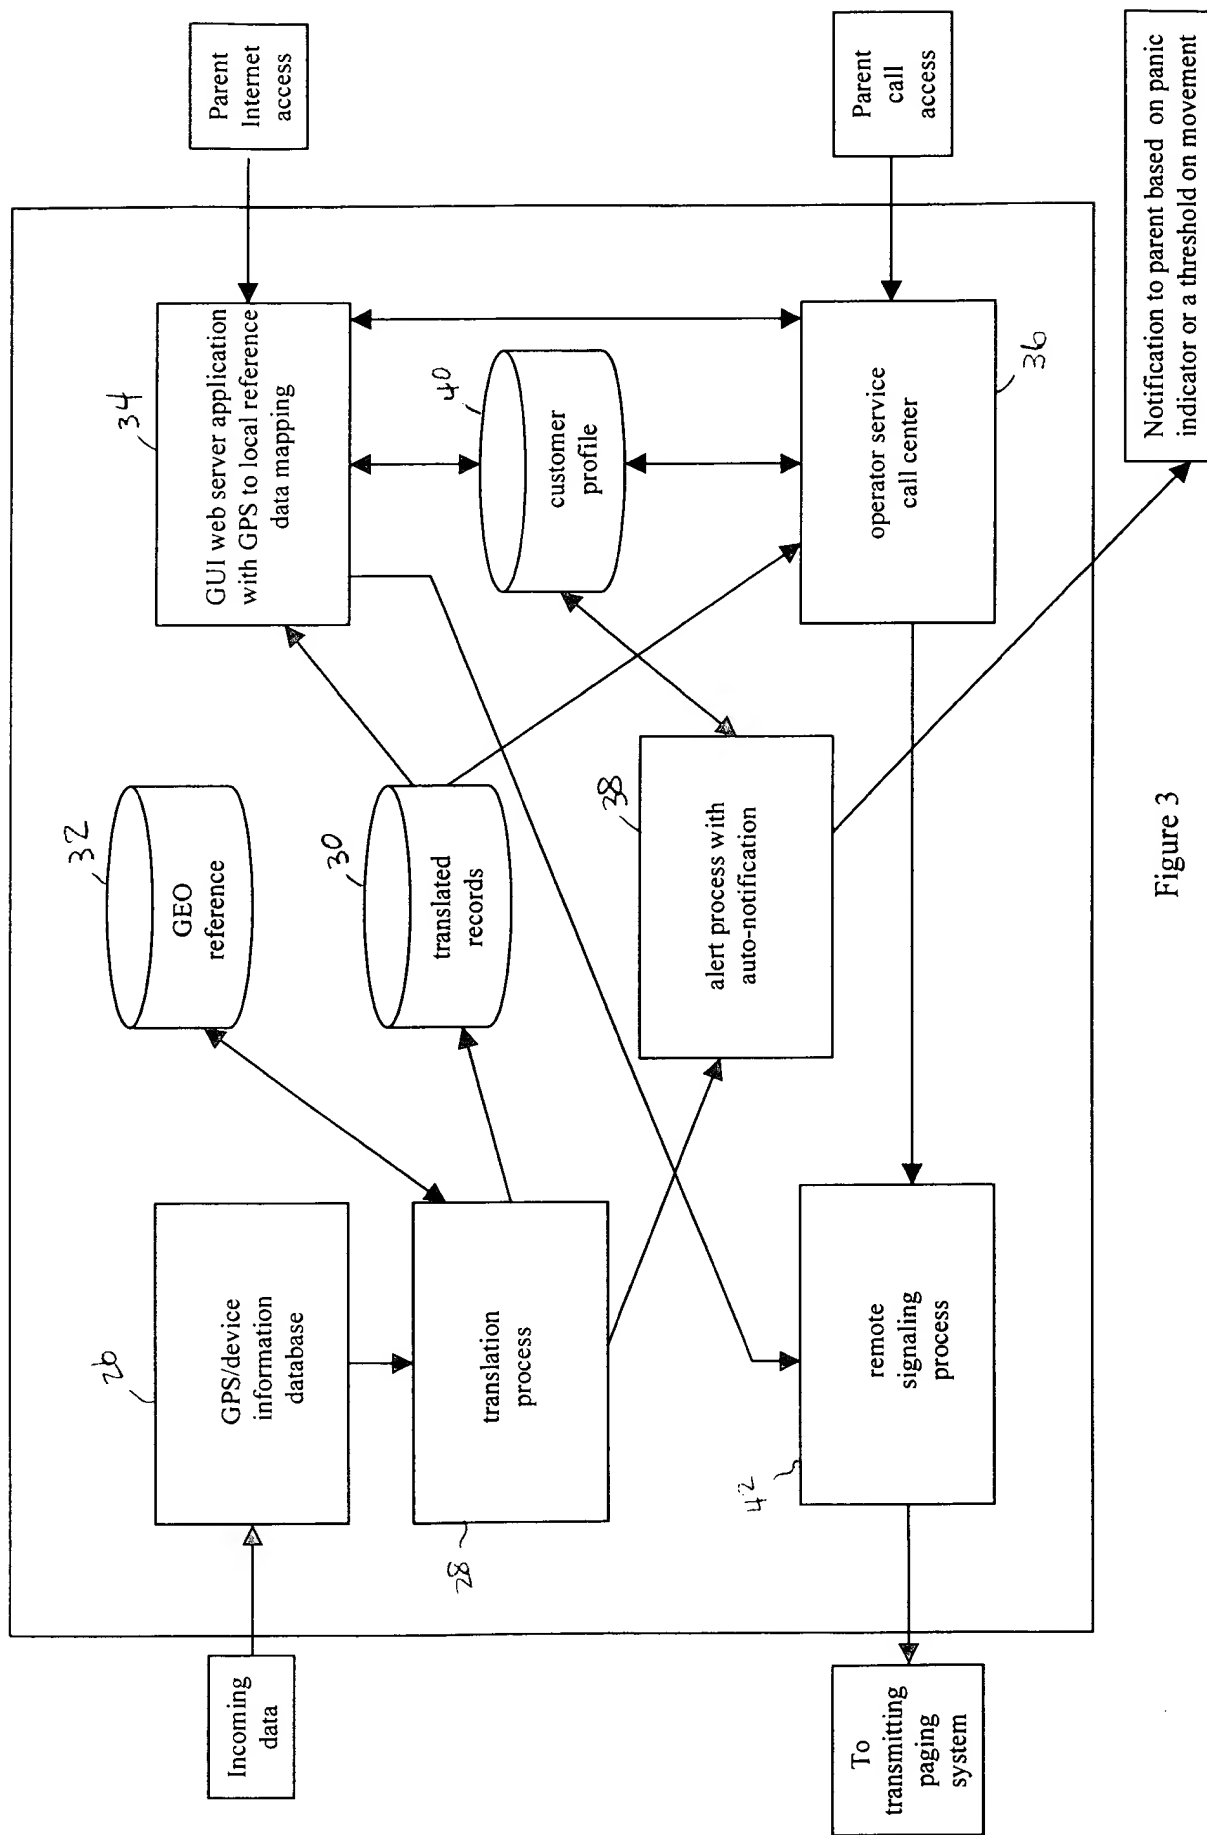 Incoming
data
26
GPS/device
information
database
32
GEO
reference
34
GUI web server application
with GPS to local reference
data mapping
Parent
Internet
access
28
translation
process
30
translated
records
40
customer
profile
38
alert process with
auto-notification
42
remote
signaling
process
operator service
call center
36
Parent
call
access
To
transmitting
paging
system
Notification to parent based on panic
indicator or a threshold on movement
Figure 3